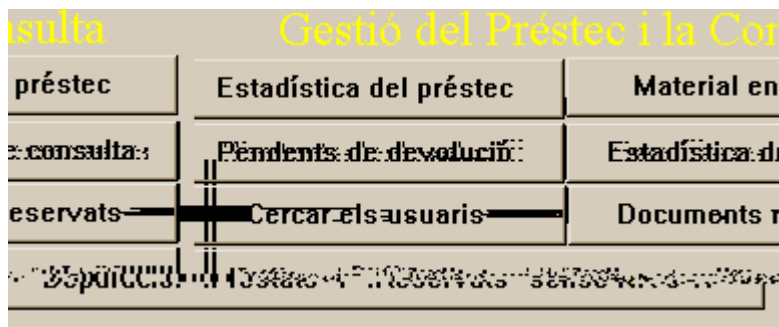 nsulta Gestió del Préstec i la Con
préstec Estadística del préstec Material en
e consulta Pendents de devolució Estadística d
eservats Cercar els usuaris Documents r